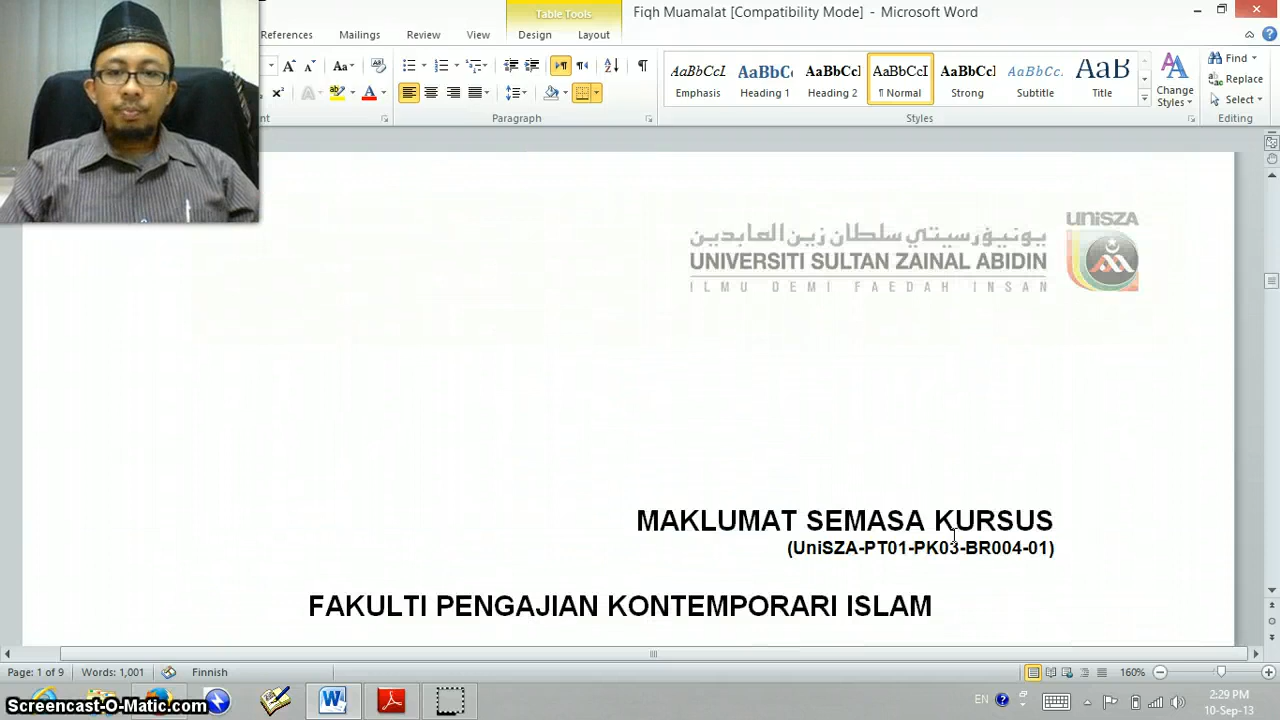 Table Tools
Fiqh Muamalat [Compatibility Mode] - Microsoft Word
References Mailings Review View Design Layout
AaBbCcI AaBbC( AaBbCc] AaBbCcI AaBbCc] AaBbCc. AaB
Emphasis Heading 1 Heading 2 ¶ Normal Strong Subtitle Title
Change Styles
Find
Replace
Select
Paragraph Styles Editing
UniSZA
يونيۏرسيتي سلطان زين العابدين
UNIVERSITI SULTAN ZAINAL ABIDIN
ILMU DEMI FAEDAH INSAN
MAKLUMAT SEMASA KURSUS
(UniSZA-PT01-PK03-BR004-01)
FAKULTI PENGAJIAN KONTEMPORARI ISLAM
Page: 1 of 9 Words: 1,001 Finnish 160%
Screencast-O-Matic.com
EN 2:29 PM
10-Sep-13